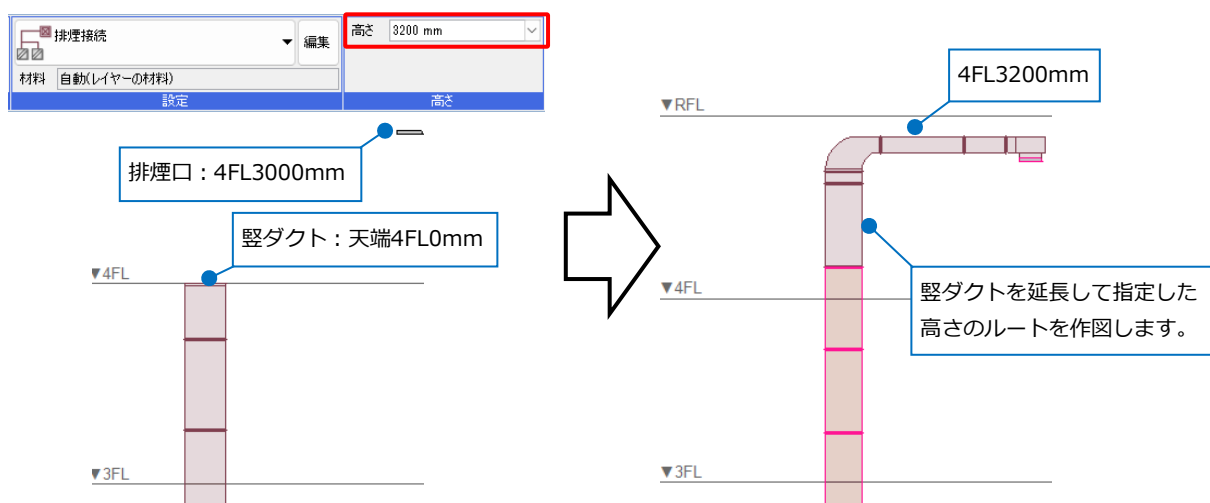 排煙接続
編集
材料 自動(レイヤーの材料)
設定
高さ 3200 mm
高さ
排煙口：4FL3000mm
竪ダクト：天端4FL0mm
▼4FL
▼3FL
4FL3200mm
▼RFL
竪ダクトを延長して指定した
高さのルートを作図します。
▼4FL
▼3FL